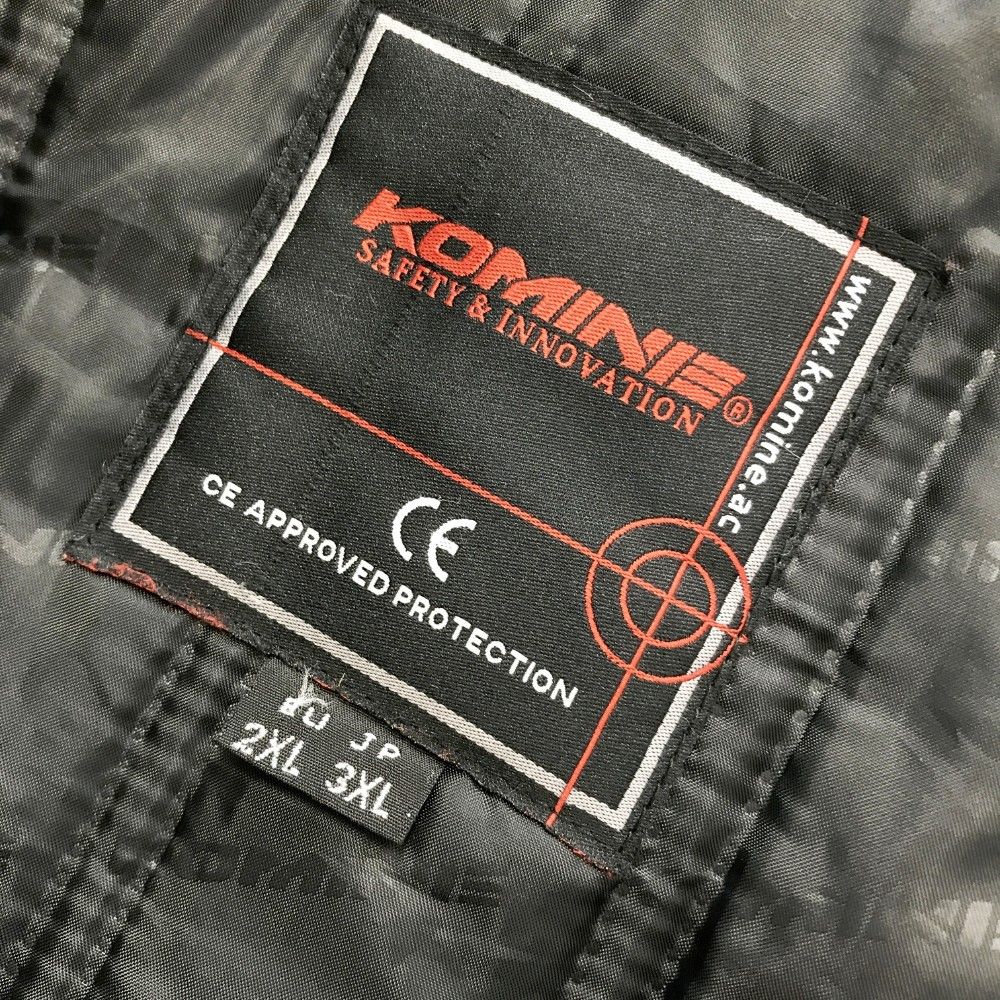 KOMINE®
SAFETY & INNOVATION
www.komine.ac
CE
CE APPROVED PROTECTION
EU JP
2XL 3XL